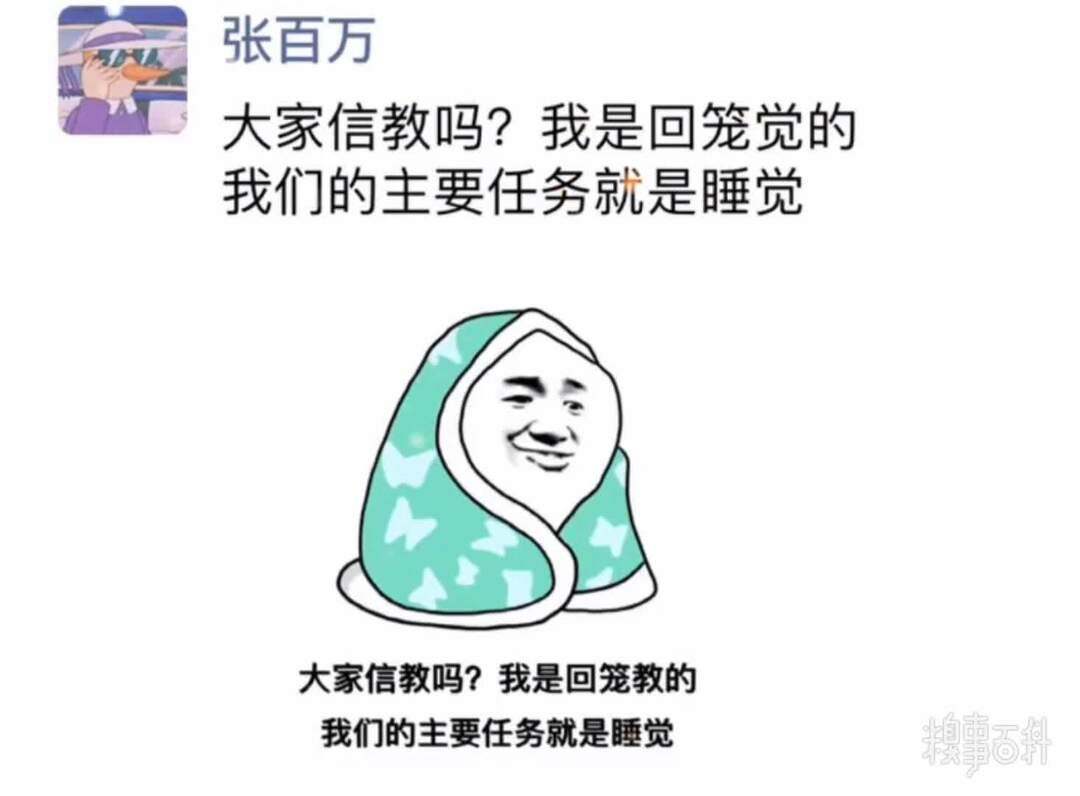 张百万
大家信教吗？我是回笼觉的
我们的主要任务就是睡觉
大家信教吗？我是回笼教的
我们的主要任务就是睡觉
糗事百科